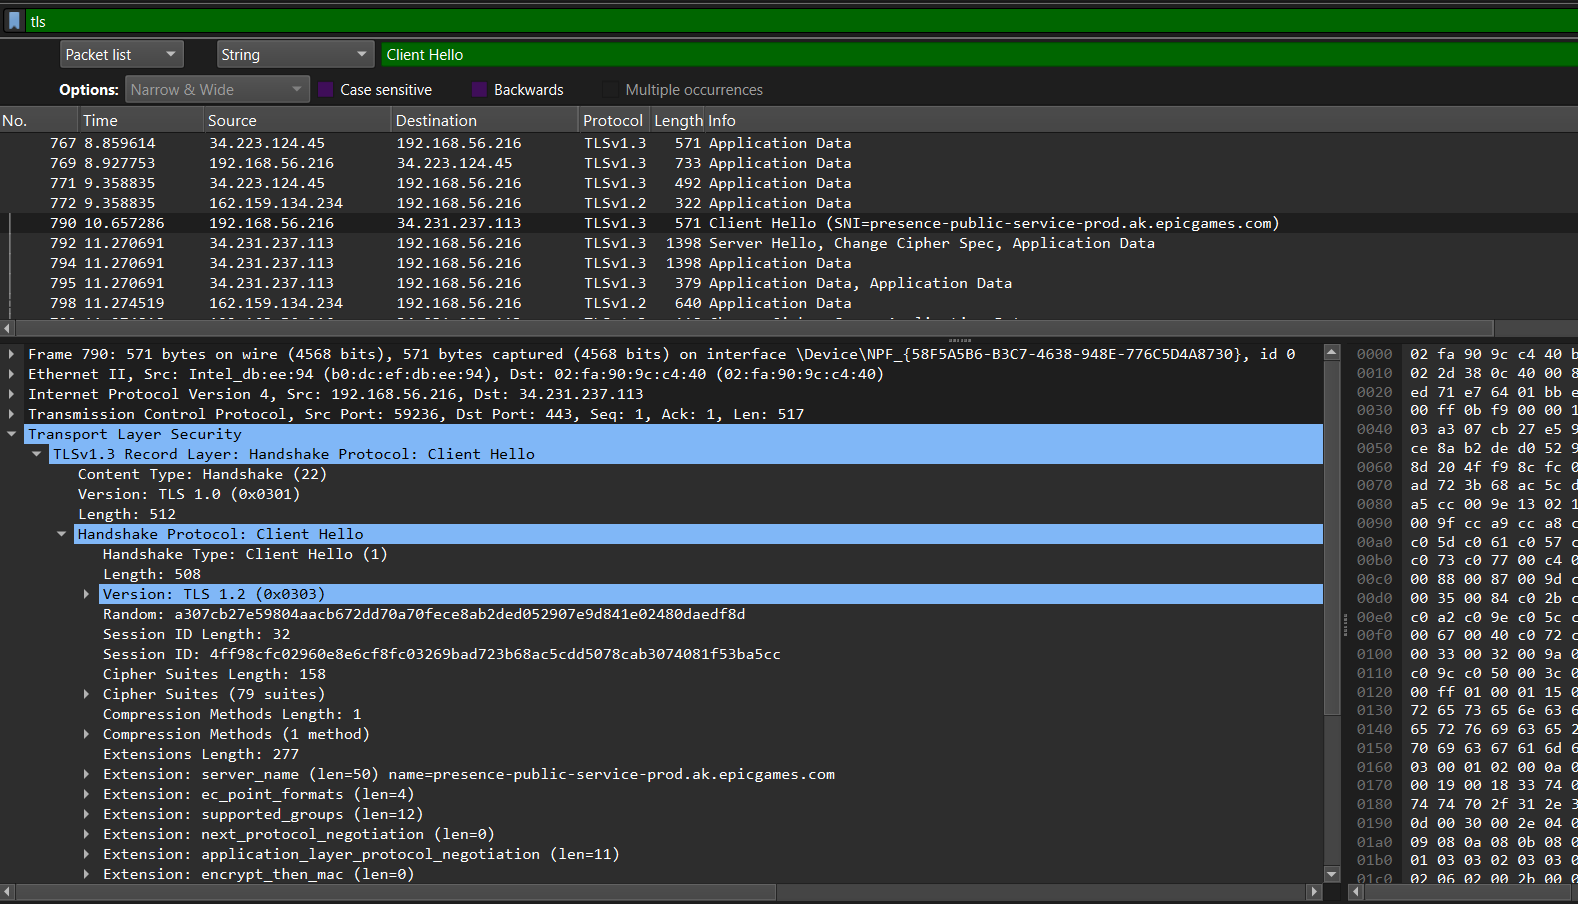 tls
Packet list String Client Hello
Options: Narrow & Wide Case sensitive Backwards Multiple occurrences
No. Time Source Destination Protocol Length Info
767 8.859614 34.223.124.45 192.168.56.216 TLSv1.3 571 Application Data
769 8.927753 192.168.56.216 34.223.124.45 TLSv1.3 733 Application Data
771 9.358835 34.223.124.45 192.168.56.216 TLSv1.3 492 Application Data
772 9.358835 162.159.134.234 192.168.56.216 TLSv1.2 322 Application Data
790 10.657286 192.168.56.216 34.231.237.113 TLSv1.3 571 Client Hello (SNI=presence-public-service-prod.ak.epicgames.com)
792 11.270691 34.231.237.113 192.168.56.216 TLSv1.3 1398 Server Hello, Change Cipher Spec, Application Data
794 11.270691 34.231.237.113 192.168.56.216 TLSv1.3 1398 Application Data
795 11.270691 34.231.237.113 192.168.56.216 TLSv1.3 379 Application Data, Application Data
798 11.274519 162.159.134.234 192.168.56.216 TLSv1.2 640 Application Data
Frame 790: 571 bytes on wire (4568 bits), 571 bytes captured (4568 bits) on interface \Device\NPF_{58F5A5B6-B3C7-4638-948E-776C5D4A8730}, id 0
Ethernet II, Src: Intel_db:ee:94 (b0:dc:ef:db:ee:94), Dst: 02:fa:90:9c:c4:40 (02:fa:90:9c:c4:40)
Internet Protocol Version 4, Src: 192.168.56.216, Dst: 34.231.237.113
Transmission Control Protocol, Src Port: 59236, Dst Port: 443, Seq: 1, Ack: 1, Len: 517
Transport Layer Security
TLSv1.3 Record Layer: Handshake Protocol: Client Hello
Content Type: Handshake (22)
Version: TLS 1.0 (0x0301)
Length: 512
Handshake Protocol: Client Hello
Handshake Type: Client Hello (1)
Length: 508
Version: TLS 1.2 (0x0303)
Random: a307cb27e59804aacb672dd70a70fece8ab2ded052907e9d841e02480daedf8d
Session ID Length: 32
Session ID: 4ff98cfc02960e8e6cf8fc03269bad723b68ac5cdd5078cab3074081f53ba5cc
Cipher Suites Length: 158
Cipher Suites (79 suites)
Compression Methods Length: 1
Compression Methods (1 method)
Extensions Length: 277
Extension: server_name (len=50) name=presence-public-service-prod.ak.epicgames.com
Extension: ec_point_formats (len=4)
Extension: supported_groups (len=12)
Extension: next_protocol_negotiation (len=0)
Extension: application_layer_protocol_negotiation (len=11)
Extension: encrypt_then_mac (len=0)
0000 02 fa 90 9c c4 40
0010 02 2d 38 0c 40 00
0020 ed 71 e7 64 01 bb
0030 00 ff 0b f9 00 00
0040 03 a3 07 cb 27 e5
0050 ce 8a b2 de d0 52
0060 8d 20 4f f9 8c fc
0070 ad 72 3b 68 ac 5c
0080 a5 cc 00 9e 13 02
0090 00 9f cc a9 cc a8
00a0 c0 5d c0 61 c0 57
00b0 c0 73 c0 77 00 c4
00c0 00 88 00 87 00 9d
00d0 00 35 00 84 c0 2b
00e0 c0 a2 c0 9e c0 5c
00f0 00 67 00 40 c0 72
0100 00 33 00 32 00 9a
0110 c0 9c c0 50 00 3c
0120 00 ff 01 00 01 15
0130 72 65 73 65 6e 63
0140 65 72 76 69 63 65
0150 70 69 63 67 61 6d
0160 03 00 01 02 00 0a
0170 00 19 00 18 33 74
0180 74 74 70 2f 31 2e
0190 0d 00 30 00 2e 04
01a0 09 08 0a 08 0b 08
01b0 01 03 03 02 03 03
01c0 02 06 02 00 2b 00